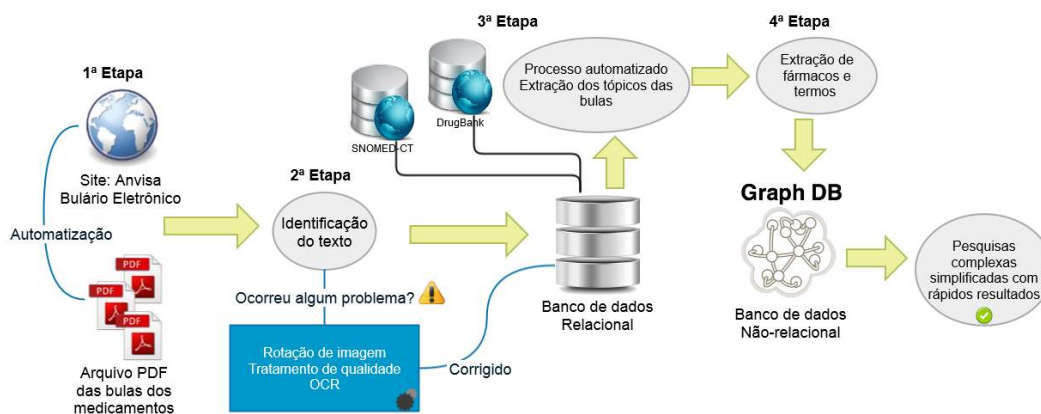 1ª Etapa
Site: Anvisa
Bulário Eletrônico
Automatização
PDF
PDF
PDF
Arquivo PDF
das bulas dos
medicamentos
2ª Etapa
Identificação
do texto
Ocorreu algum problema?
Rotação de imagem
Tratamento de qualidade
OCR
Corrigido
3ª Etapa
SNOMED-CT
DrugBank
Banco de dados
Relacional
Processo automatizado
Extração dos tópicos das
bulas
4ª Etapa
Extração de
fármacos e
termos
Graph DB
Banco de dados
Não-relacional
Pesquisas
complexas
simplificadas com
rápidos resultados